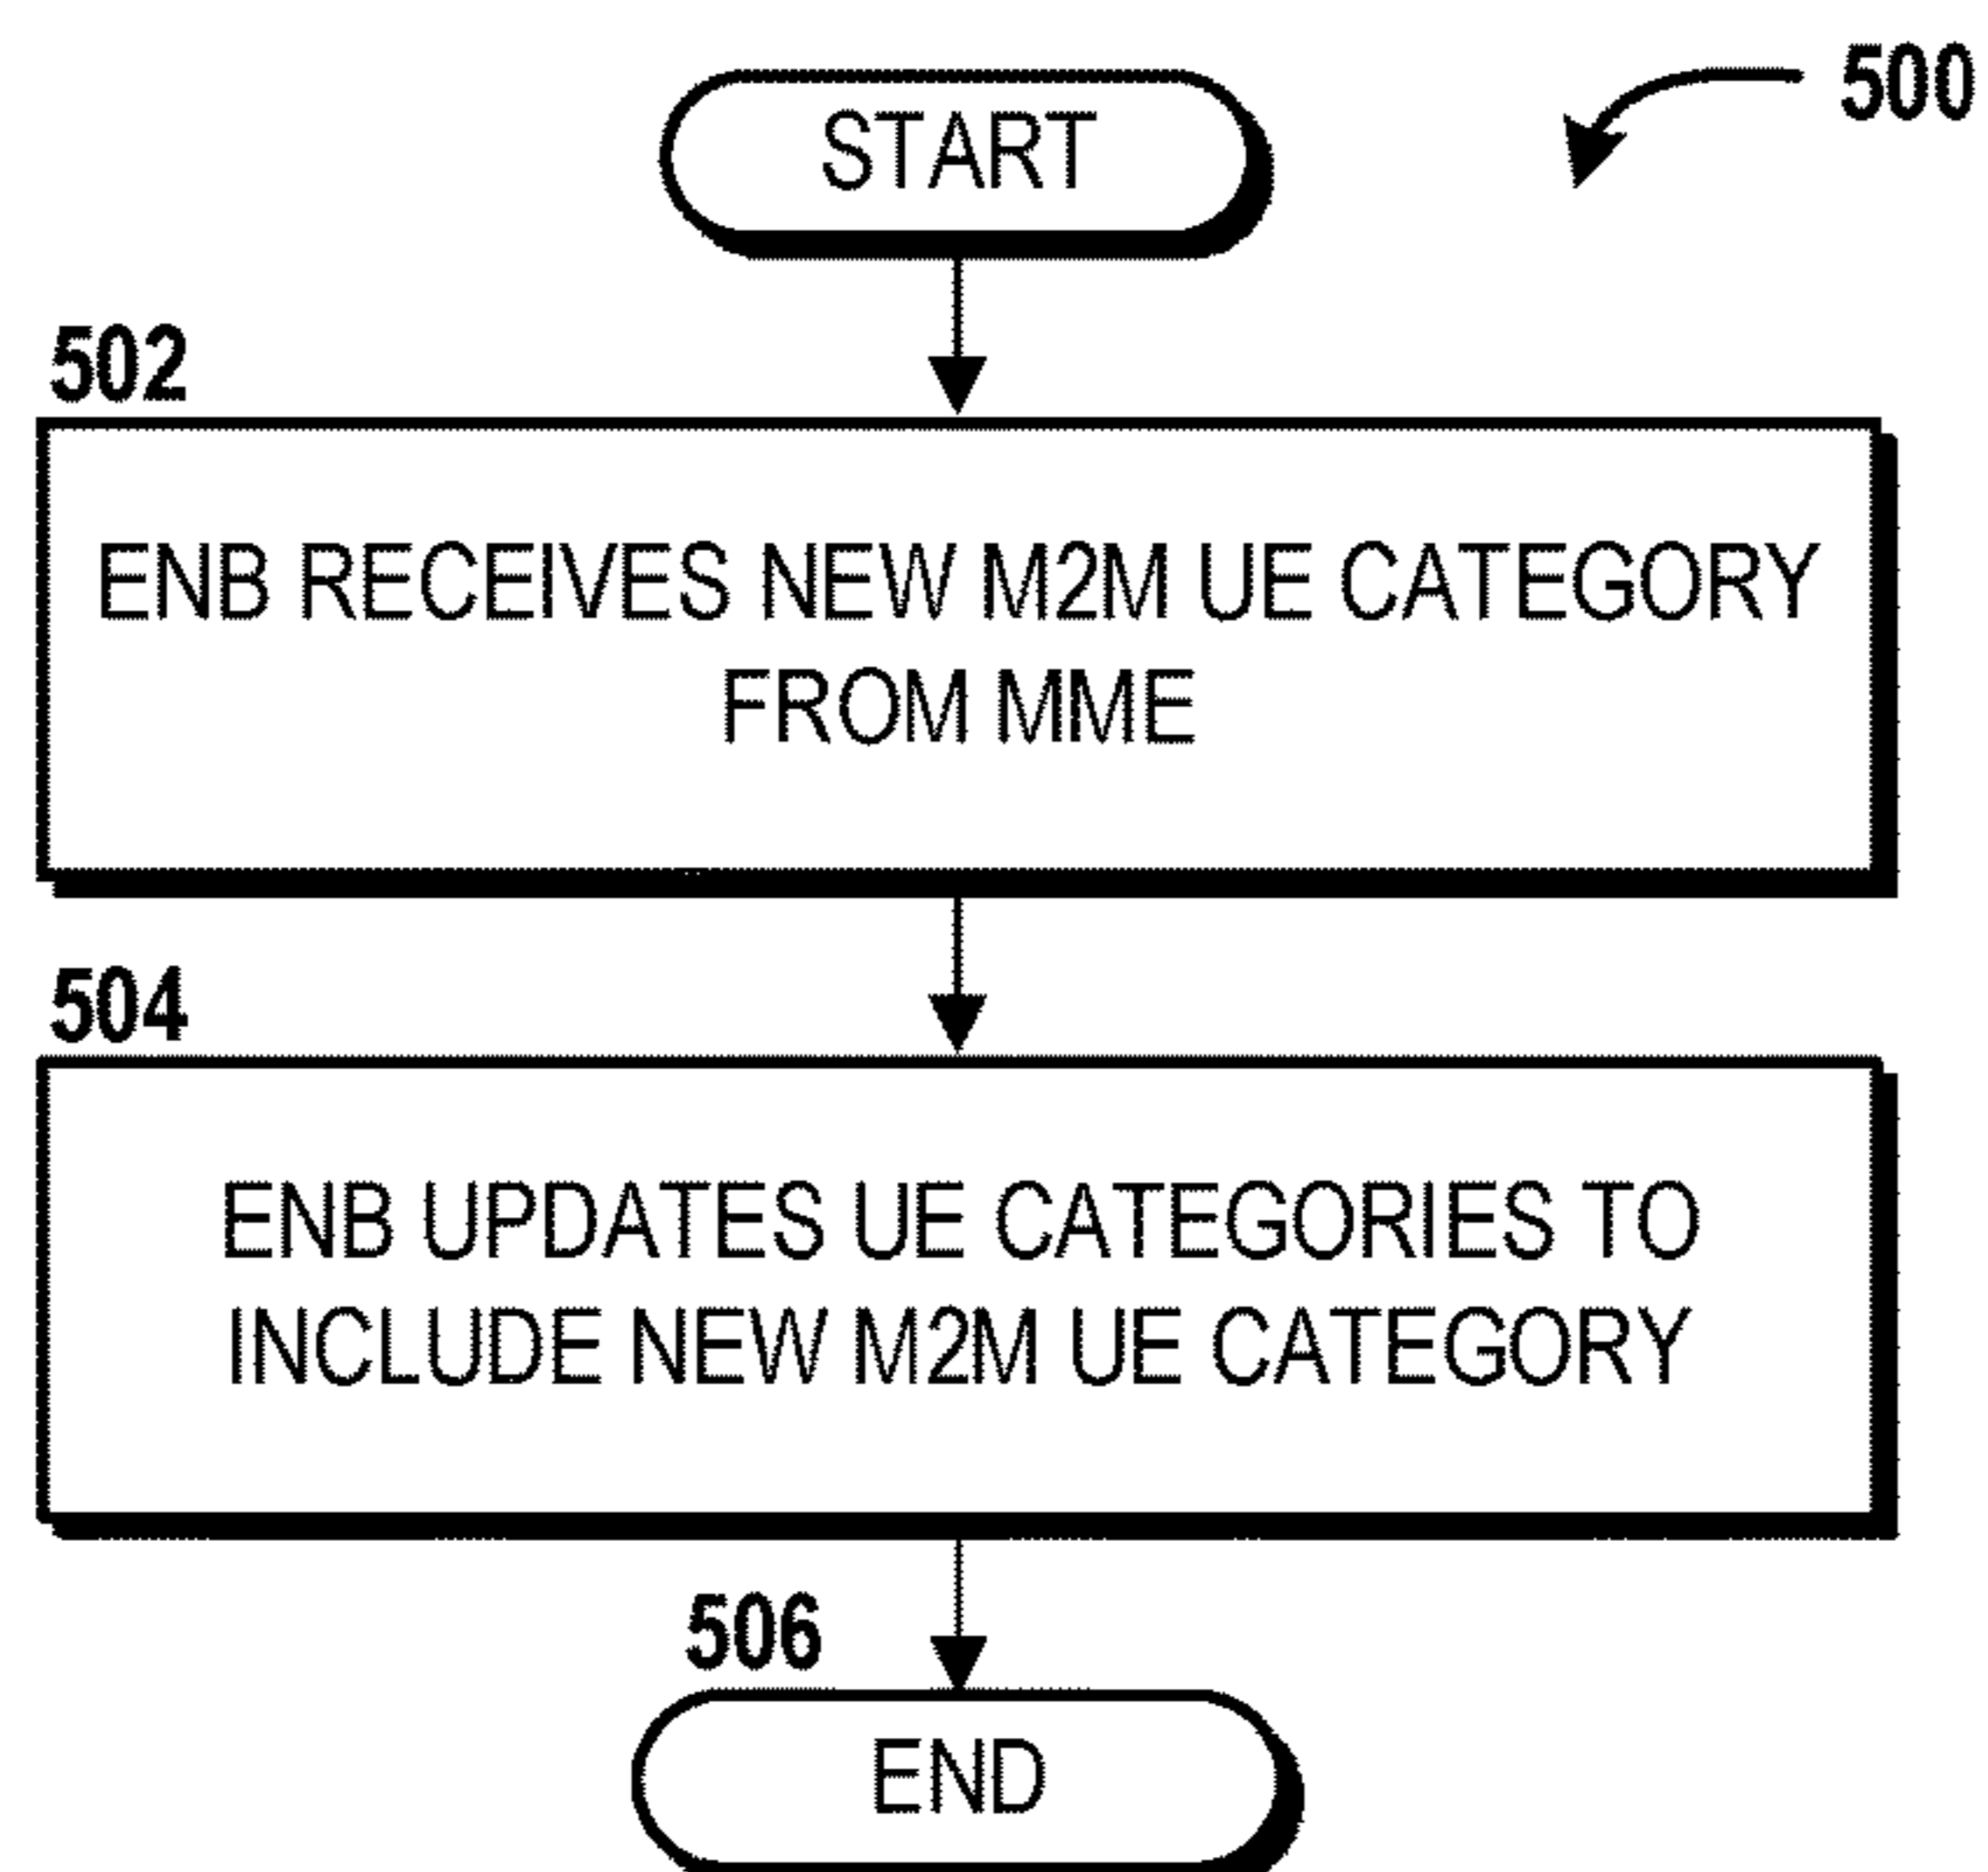 500
START
502
ENB RECEIVES NEW M2M UE CATEGORY
FROM MME
504
ENB UPDATES UE CATEGORIES TO
INCLUDE NEW M2M UE CATEGORY
506
END